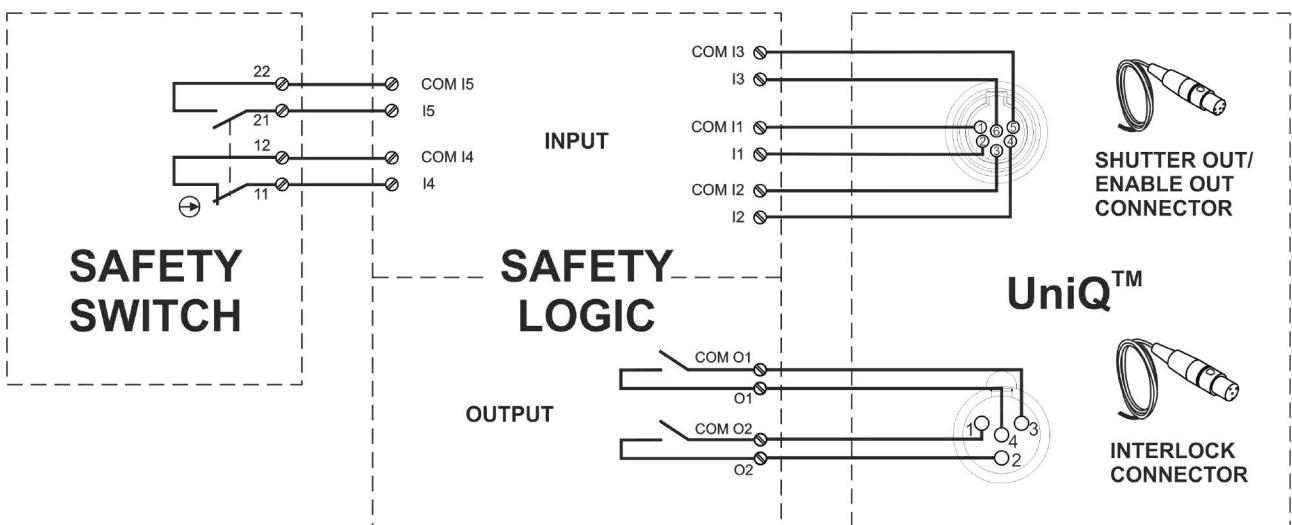 22
COM I5
21
I5
12
COM I4
11
I4
SAFETY
SWITCH
INPUT
SAFETY
LOGIC
OUTPUT
COM I3
I3
COM I1
I1
COM I2
I2
1
6
5
2
3
4
SHUTTER OUT/
ENABLE OUT
CONNECTOR
UniQ™
COM O1
O1
COM O2
O2
1
3
4
2
INTERLOCK
CONNECTOR